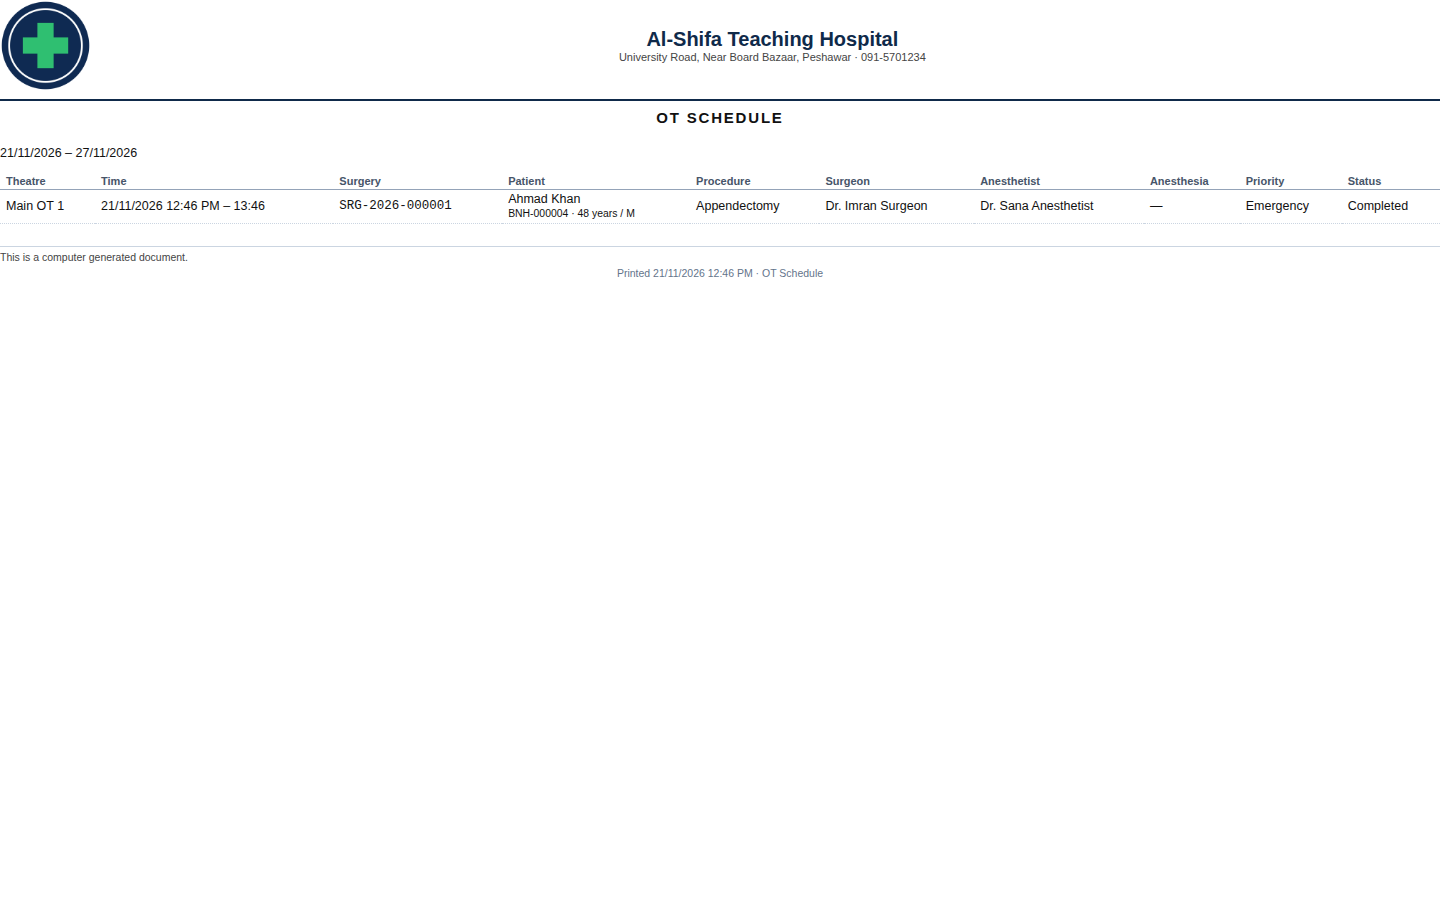 Al-Shifa Teaching Hospital
University Road, Near Board Bazaar, Peshawar · 091-5701234
OT SCHEDULE
21/11/2026 – 27/11/2026
Theatre Time Surgery Patient Procedure Surgeon Anesthetist Anesthesia Priority Status
Main OT 1 21/11/2026 12:46 PM – 13:46 SRG-2026-000001 Ahmad Khan Appendectomy Dr. Imran Surgeon Dr. Sana Anesthetist — Emergency Completed
BNH-000004 · 48 years / M
This is a computer generated document.
Printed 21/11/2026 12:46 PM · OT Schedule